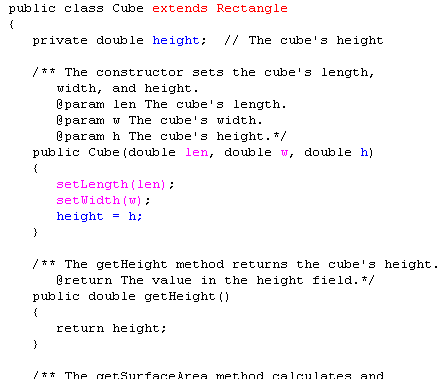 public class Cube extends Rectangle
{
private double height; // The cube's height
/** The constructor sets the cube's length,
width, and height.
@param len The cube's length.
@param w The cube's width.
@param h The cube's height.*/
public Cube(double len, double w, double h)
{
setLength(len);
setWidth(w);
height = h;
}
/** The getHeight method returns the cube's height.
@return The value in the height field.*/
public double getHeight()
{
return height;
}
/** The getSurfaceArea method calculates and